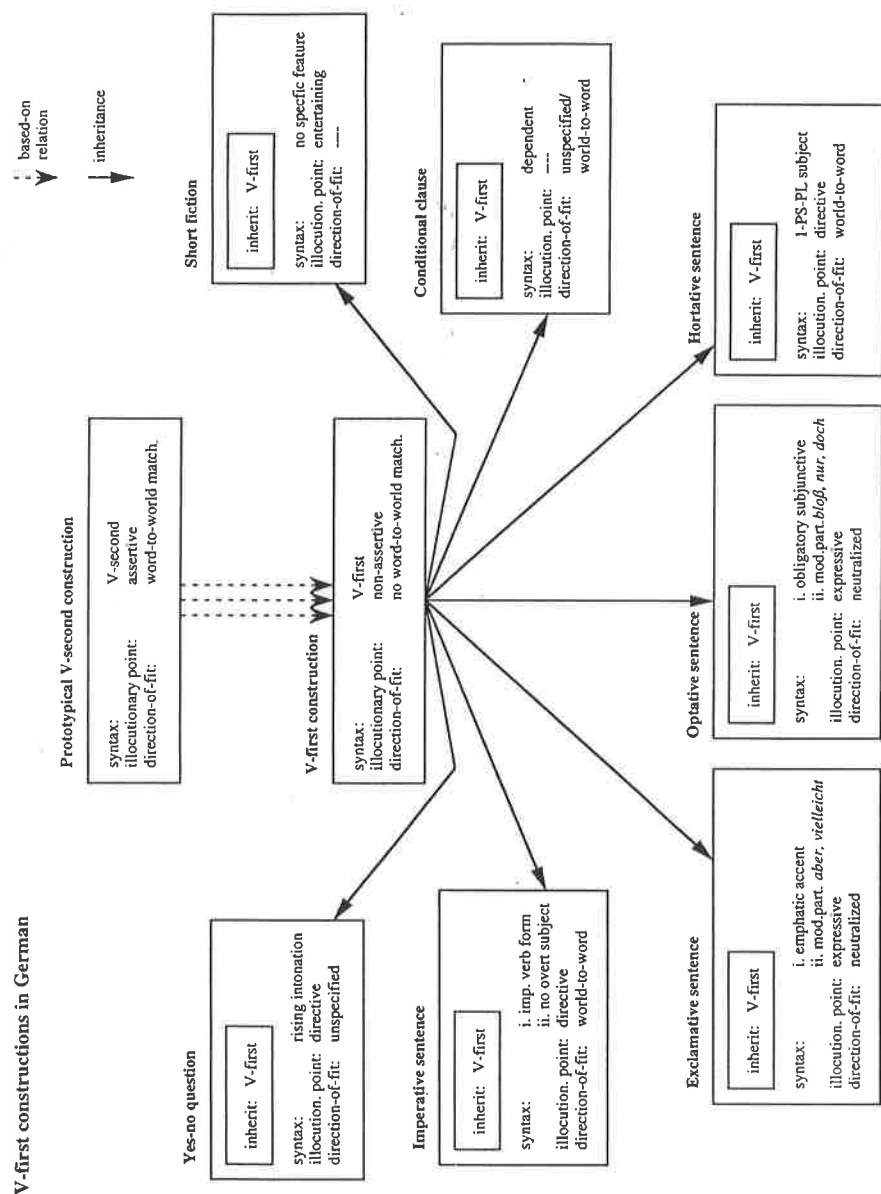 V-first constructions in German
based-on
relation
inheritance
Prototypical V-second construction
syntax: V-second
illocutionary point: assertive
direction-of-fit: word-to-world match.
V-first construction
syntax: V-first
illocutionary point: non-assertive
direction-of-fit: no word-to-world match.
Yes-no question
inherit: V-first
syntax: rising intonation
illocution. point: directive
direction-of-fit: unspecified
Short fiction
inherit: V-first
syntax: no specfic feature
illocution. point: entertaining
direction-of-fit: ----
Imperative sentence
inherit: V-first
syntax: i. imp. verb form
ii. no overt subject
illocution. point: directive
direction-of-fit: world-to-word
Conditional clause
inherit: V-first
syntax: dependent
illocution. point: ----
direction-of-fit: unspecified/
world-to-word
Exclamative sentence
inherit: V-first
syntax: i. emphatic accent
ii. mod.part. aber, vielleicht
illocution. point: expressive
direction-of-fit: neutralized
Optative sentence
inherit: V-first
syntax: i. obligatory subjunctive
ii. mod.part.bloß, nur, doch
illocution. point: expressive
direction-of-fit: neutralized
Hortative sentence
inherit: V-first
syntax: 1-PS-PL subject
illocution. point: directive
direction-of-fit: world-to-word